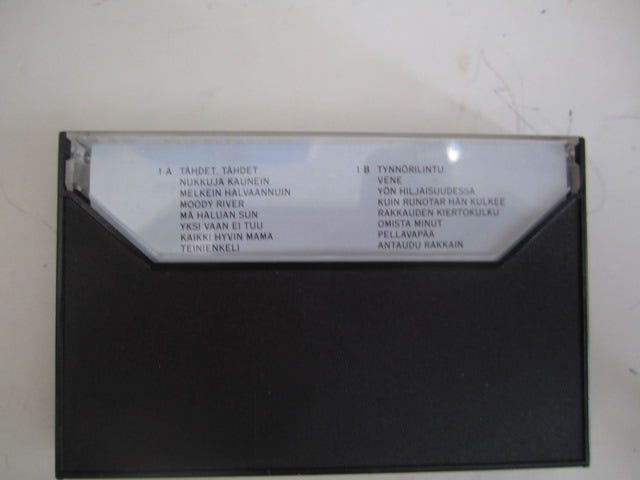 1 A TÄHDET, TÄHDET
NUKKUJA KAUNEIN
MELKEIN HALVAANNUIN
MOODY RIVER
MÄ HALUAN SUN
YKSI VAAN EI TUU
KAIKKI HYVIN MAMA
TEINIENKELI
1 B TYNNÖRILINTU
VENE
YÖN HILJAISUUDESSA
KUIN RUNOTAR HÄN KULKEE
RAKKAUDEN KIERTOKULKU
OMISTA MINUT
PELLAVAPÄÄ
ANTAUDU RAKKAIN